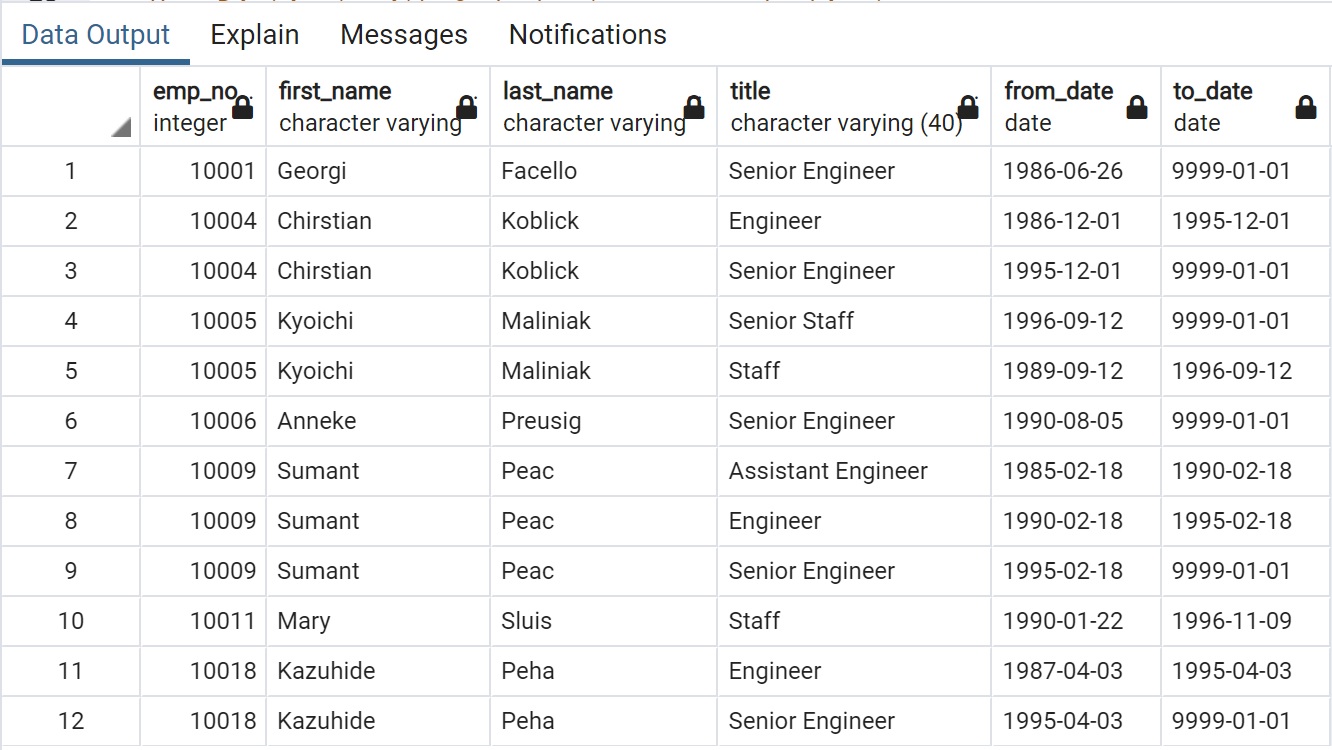 Data Output Explain Messages Notifications
emp_no first_name last_name title from_date to_date
integer character varying character varying character varying (40) date date
1 10001 Georgi Facello Senior Engineer 1986-06-26 9999-01-01
2 10004 Chirstian Koblick Engineer 1986-12-01 1995-12-01
3 10004 Chirstian Koblick Senior Engineer 1995-12-01 9999-01-01
4 10005 Kyoichi Maliniak Senior Staff 1996-09-12 9999-01-01
5 10005 Kyoichi Maliniak Staff 1989-09-12 1996-09-12
6 10006 Anneke Preusig Senior Engineer 1990-08-05 9999-01-01
7 10009 Sumant Peac Assistant Engineer 1985-02-18 1990-02-18
8 10009 Sumant Peac Engineer 1990-02-18 1995-02-18
9 10009 Sumant Peac Senior Engineer 1995-02-18 9999-01-01
10 10011 Mary Sluis Staff 1990-01-22 1996-11-09
11 10018 Kazuhide Peha Engineer 1987-04-03 1995-04-03
12 10018 Kazuhide Peha Senior Engineer 1995-04-03 9999-01-01